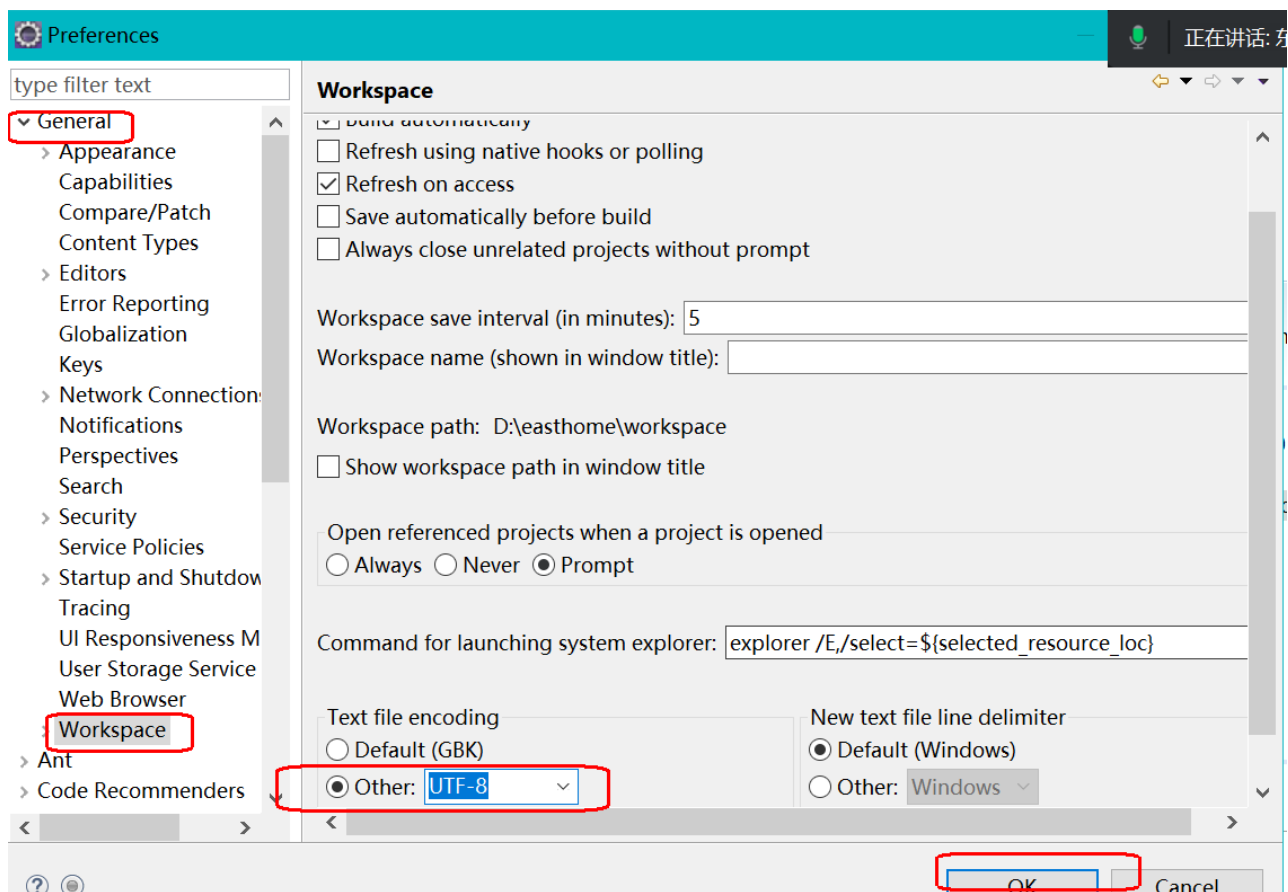 Preferences
正在讲话: 东
type filter text
Workspace
General
Appearance
Capabilities
Compare/Patch
Content Types
Editors
Error Reporting
Globalization
Keys
Network Connections
Notifications
Perspectives
Search
Security
Service Policies
Startup and Shutdow
Tracing
UI Responsiveness M
User Storage Service
Web Browser
Workspace
Ant
Code Recommenders
Build automatically
Refresh using native hooks or polling
Refresh on access
Save automatically before build
Always close unrelated projects without prompt
Workspace save interval (in minutes): 5
Workspace name (shown in window title):
Workspace path: D:\easthome\workspace
Show workspace path in window title
Open referenced projects when a project is opened
Always Never Prompt
Command for launching system explorer: explorer /E,/select=${selected_resource_loc}
Text file encoding
Default (GBK)
Other: UTF-8
New text file line delimiter
Default (Windows)
Other: Windows
OK Cancel